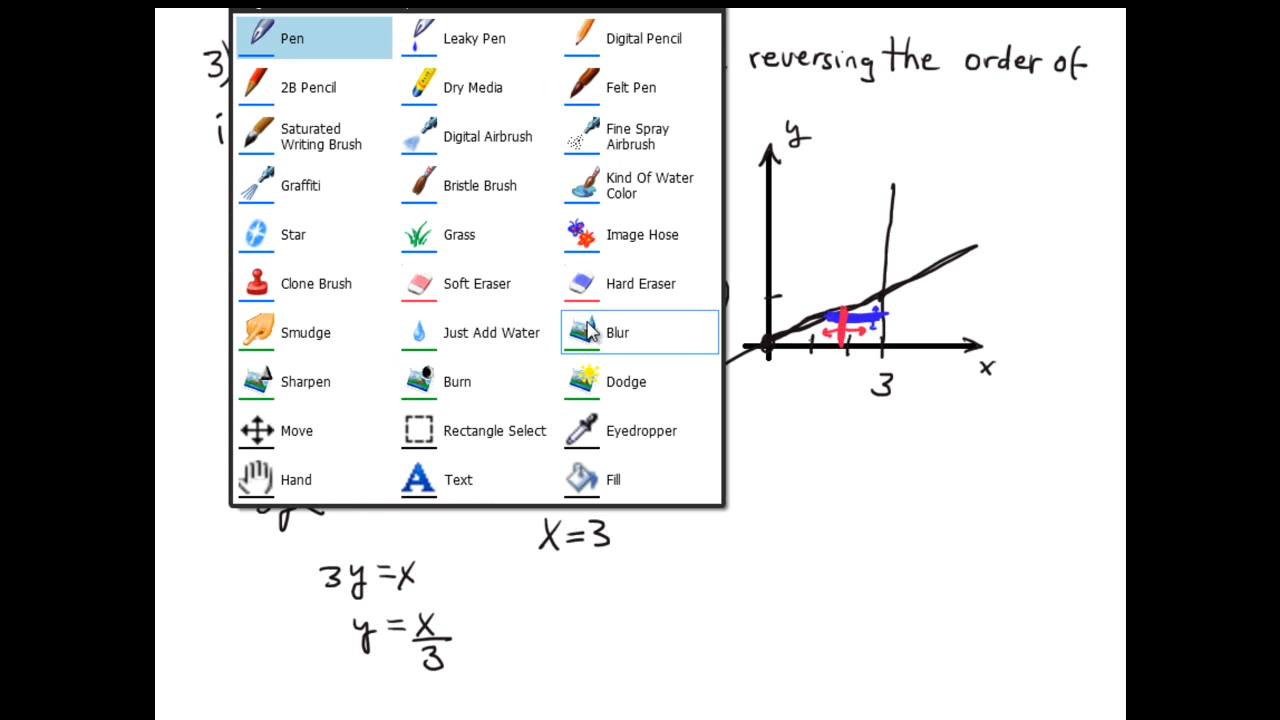 3) reversing the order of
i
Pen Leaky Pen Digital Pencil
2B Pencil Dry Media Felt Pen
Saturated Writing Brush Digital Airbrush Fine Spray Airbrush
Graffiti Bristle Brush Kind Of Water Color
Star Grass Image Hose
Clone Brush Soft Eraser Hard Eraser
Smudge Just Add Water Blur
Sharpen Burn Dodge
Move Rectangle Select Eyedropper
Hand Text Fill
y
x
3
X=3
3y=x
y=x/3